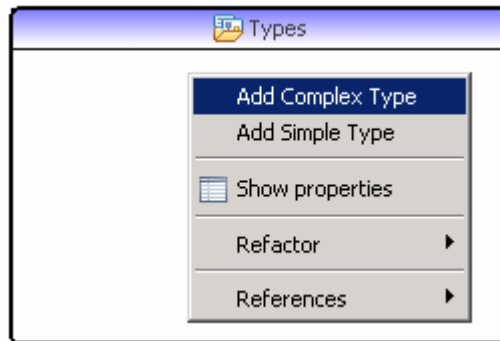 Types
Add Complex Type
Add Simple Type
Show properties
Refactor
References